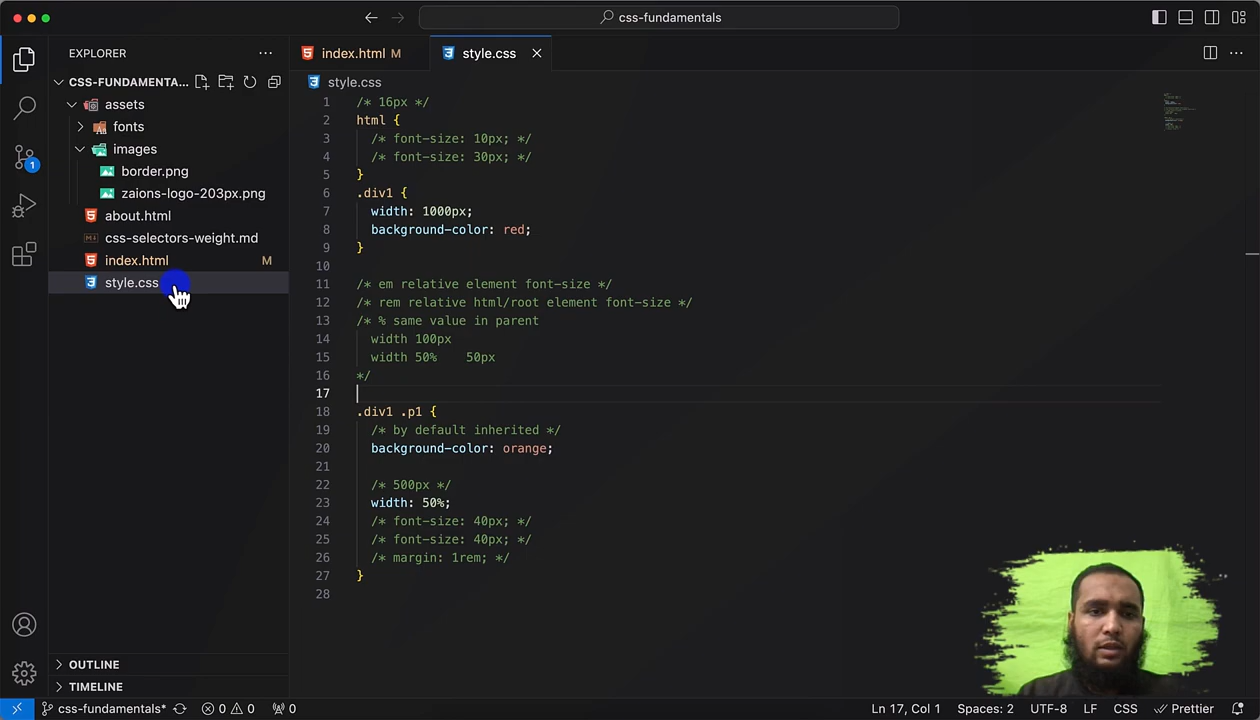 css-fundamentals
EXPLORER
CSS-FUNDAMENTA...
assets
fonts
images
border.png
zaions-logo-203px.png
about.html
css-selectors-weight.md
index.html M
style.css
OUTLINE
TIMELINE
1
index.html M
style.css
style.css
1 /* 16px */
2 html {
3 /* font-size: 10px; */
4 /* font-size: 30px; */
5 }
6 .div1 {
7 width: 1000px;
8 background-color: red;
9 }
10
11 /* em relative element font-size */
12 /* rem relative html/root element font-size */
13 /* % same value in parent
14 width 100px
15 width 50% 50px
16 */
17
18 .div1 .p1 {
19 /* by default inherited */
20 background-color: orange;
21
22 /* 500px */
23 width: 50%;
24 /* font-size: 40px; */
25 /* font-size: 40px; */
26 /* margin: 1rem; */
27 }
28
css-fundamentals* 0 0 0 Ln 17, Col 1 Spaces: 2 UTF-8 LF CSS Prettier